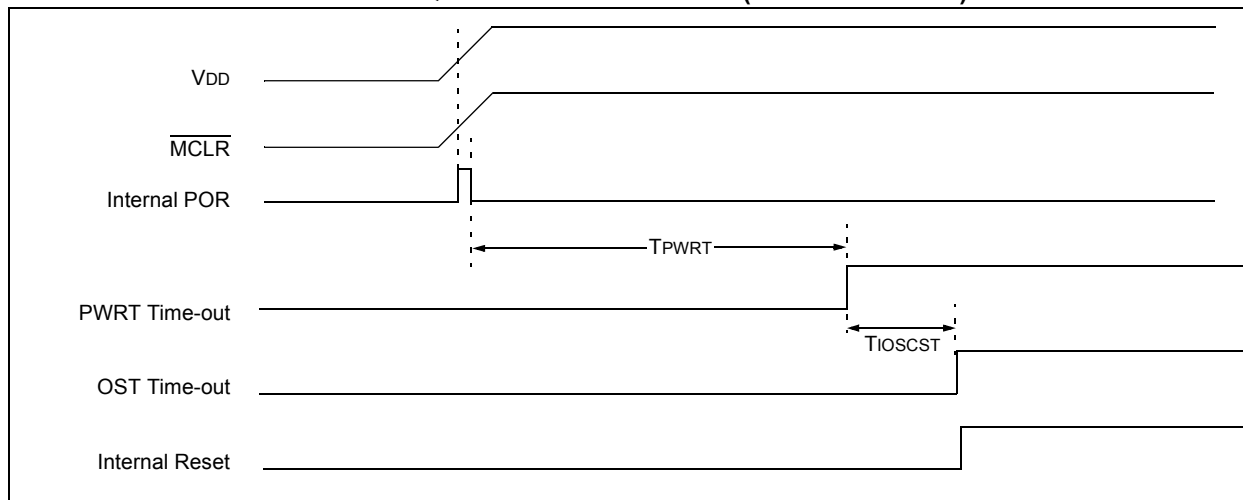 VDD
MCLR
Internal POR
TPWRT
PWRT Time-out
TIOSCST
OST Time-out
Internal Reset